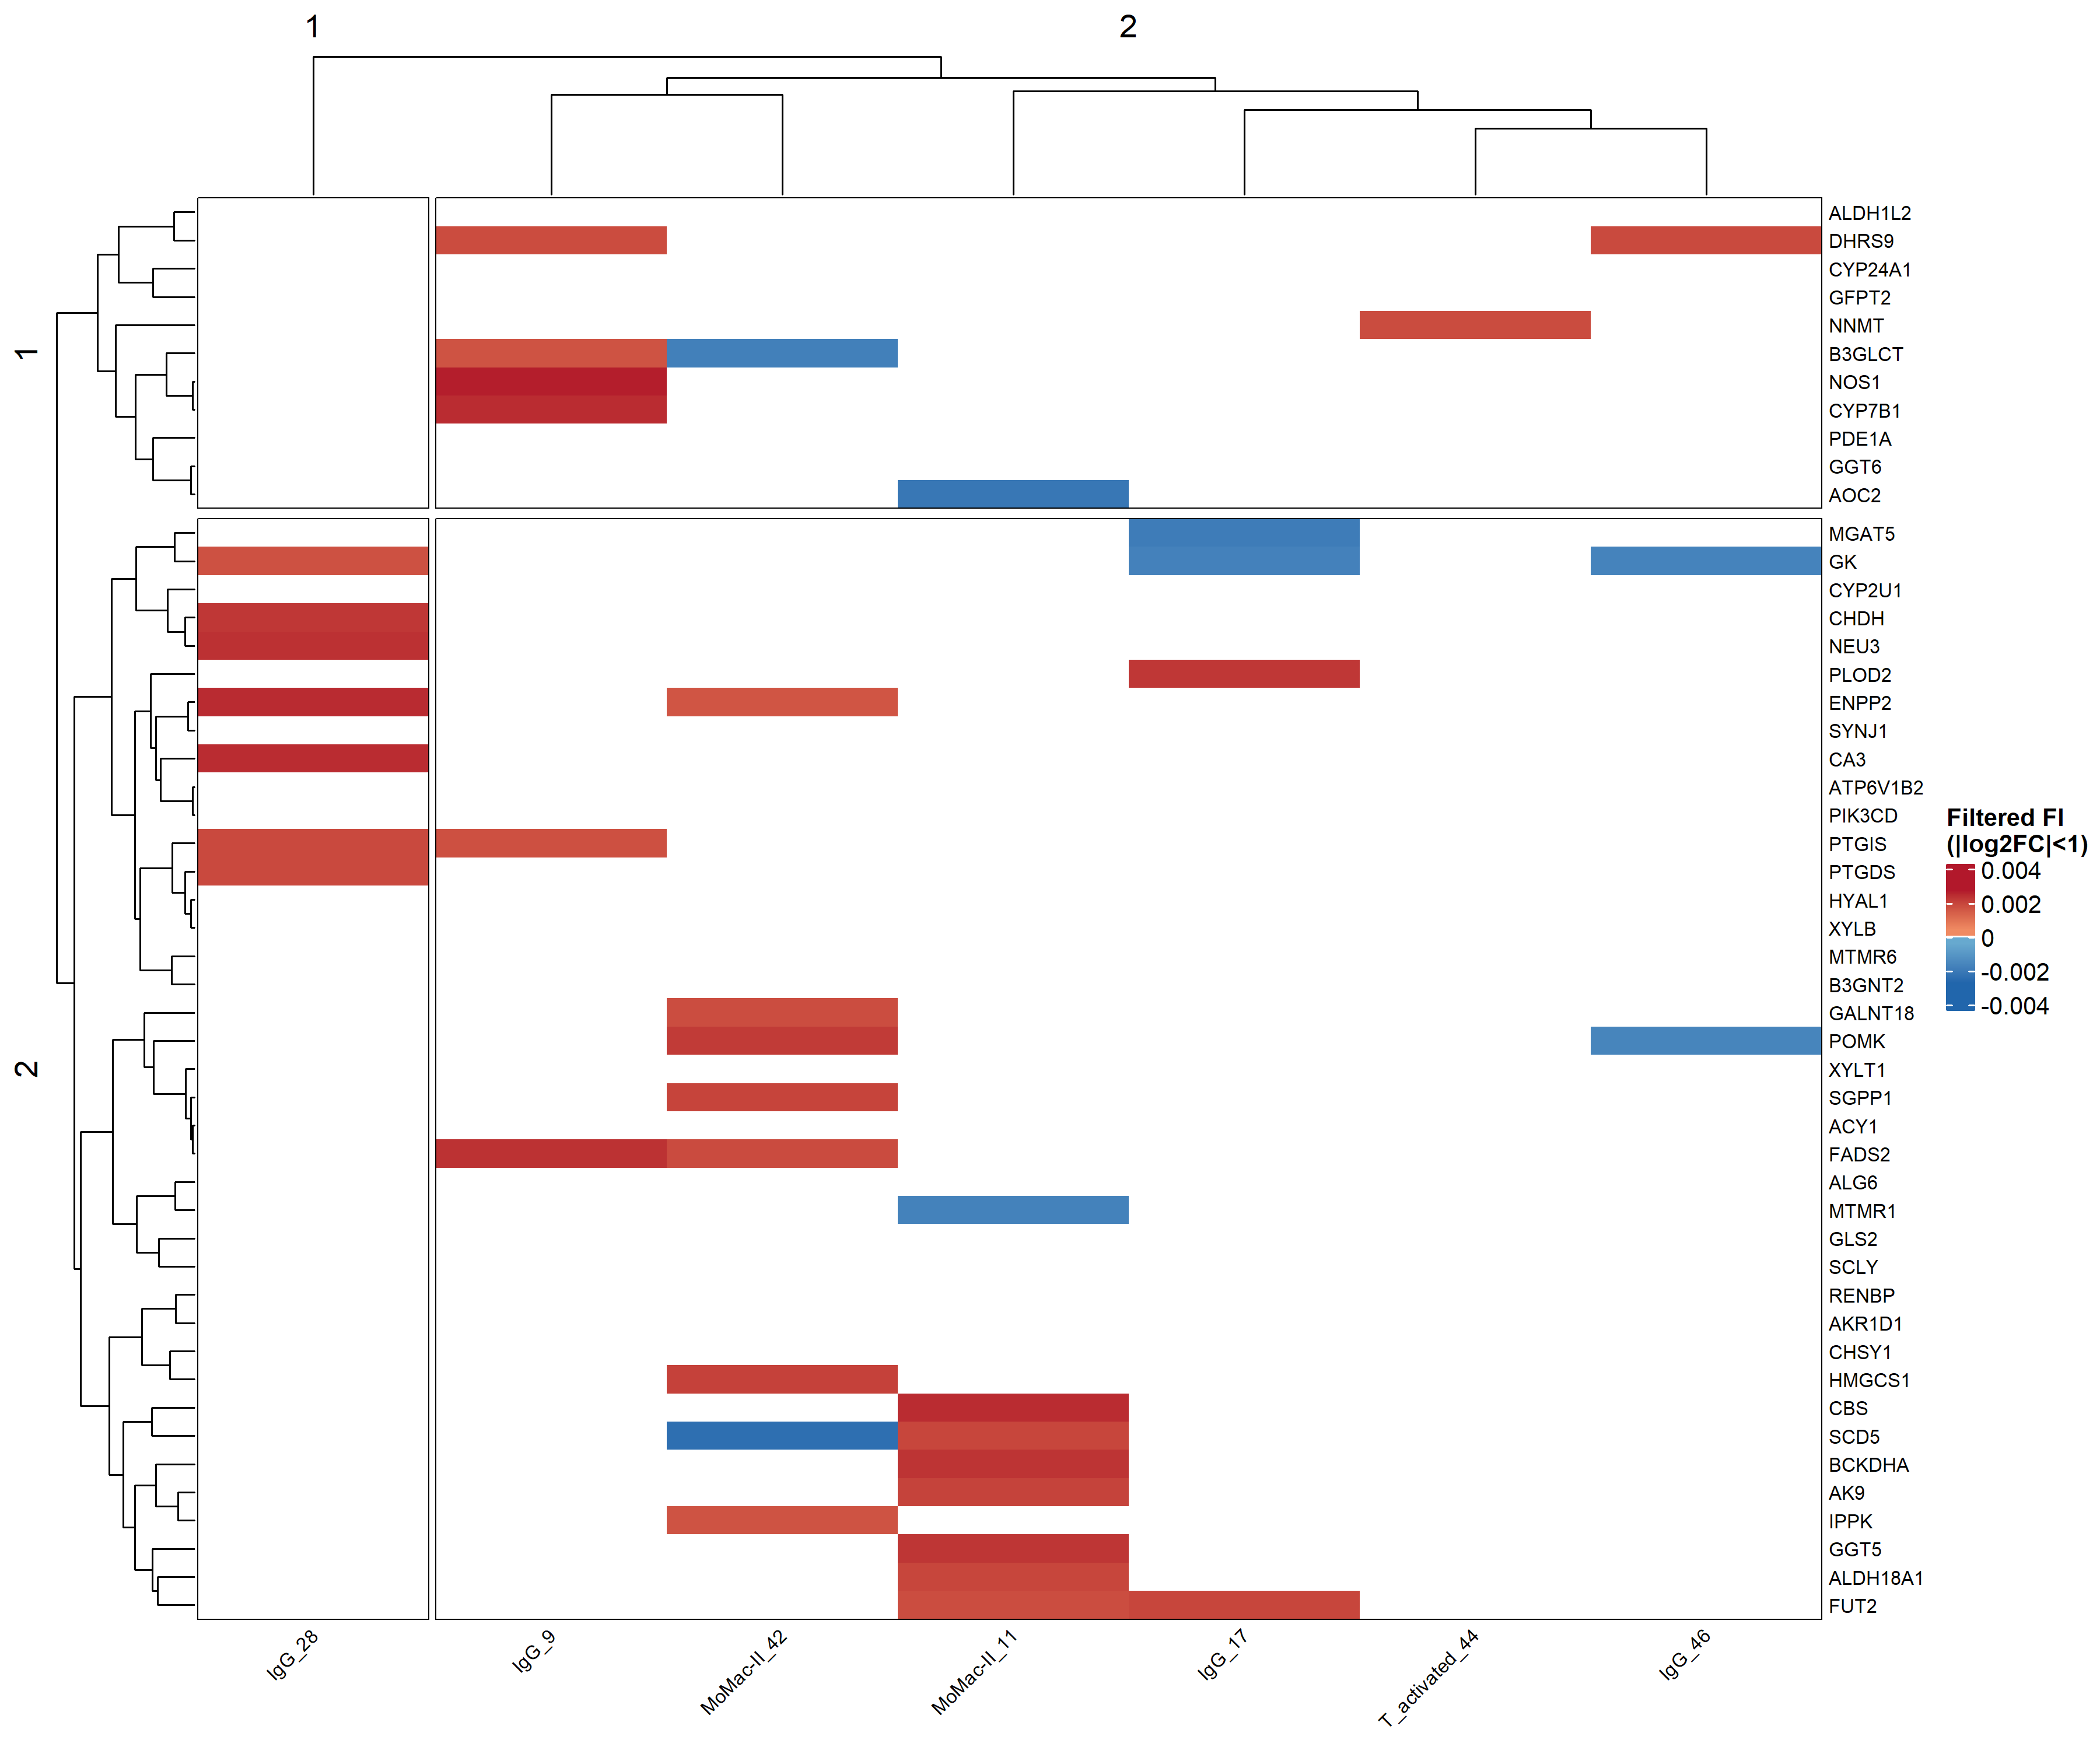 1
2
1
2
ALDH1L2
DHRS9
CYP24A1
GFPT2
NNMT
B3GLCT
NOS1
CYP7B1
PDE1A
GGT6
AOC2
MGAT5
GK
CYP2U1
CHDH
NEU3
PLOD2
ENPP2
SYNJ1
CA3
ATP6V1B2
PIK3CD
PTGIS
PTGDS
HYAL1
XYLB
MTMR6
B3GNT2
GALNT18
POMK
XYLT1
SGPP1
ACY1
FADS2
ALG6
MTMR1
GLS2
SCLY
RENBP
AKR1D1
CHSY1
HMGCS1
CBS
SCD5
BCKDHA
AK9
IPPK
GGT5
ALDH18A1
FUT2
Filtered FI
(|log2FC|<1)
0.004
0.002
0
-0.002
-0.004
IgG_28
IgG_9
MoMac-II_42
MoMac-II_11
IgG_17
T_activated_44
IgG_46